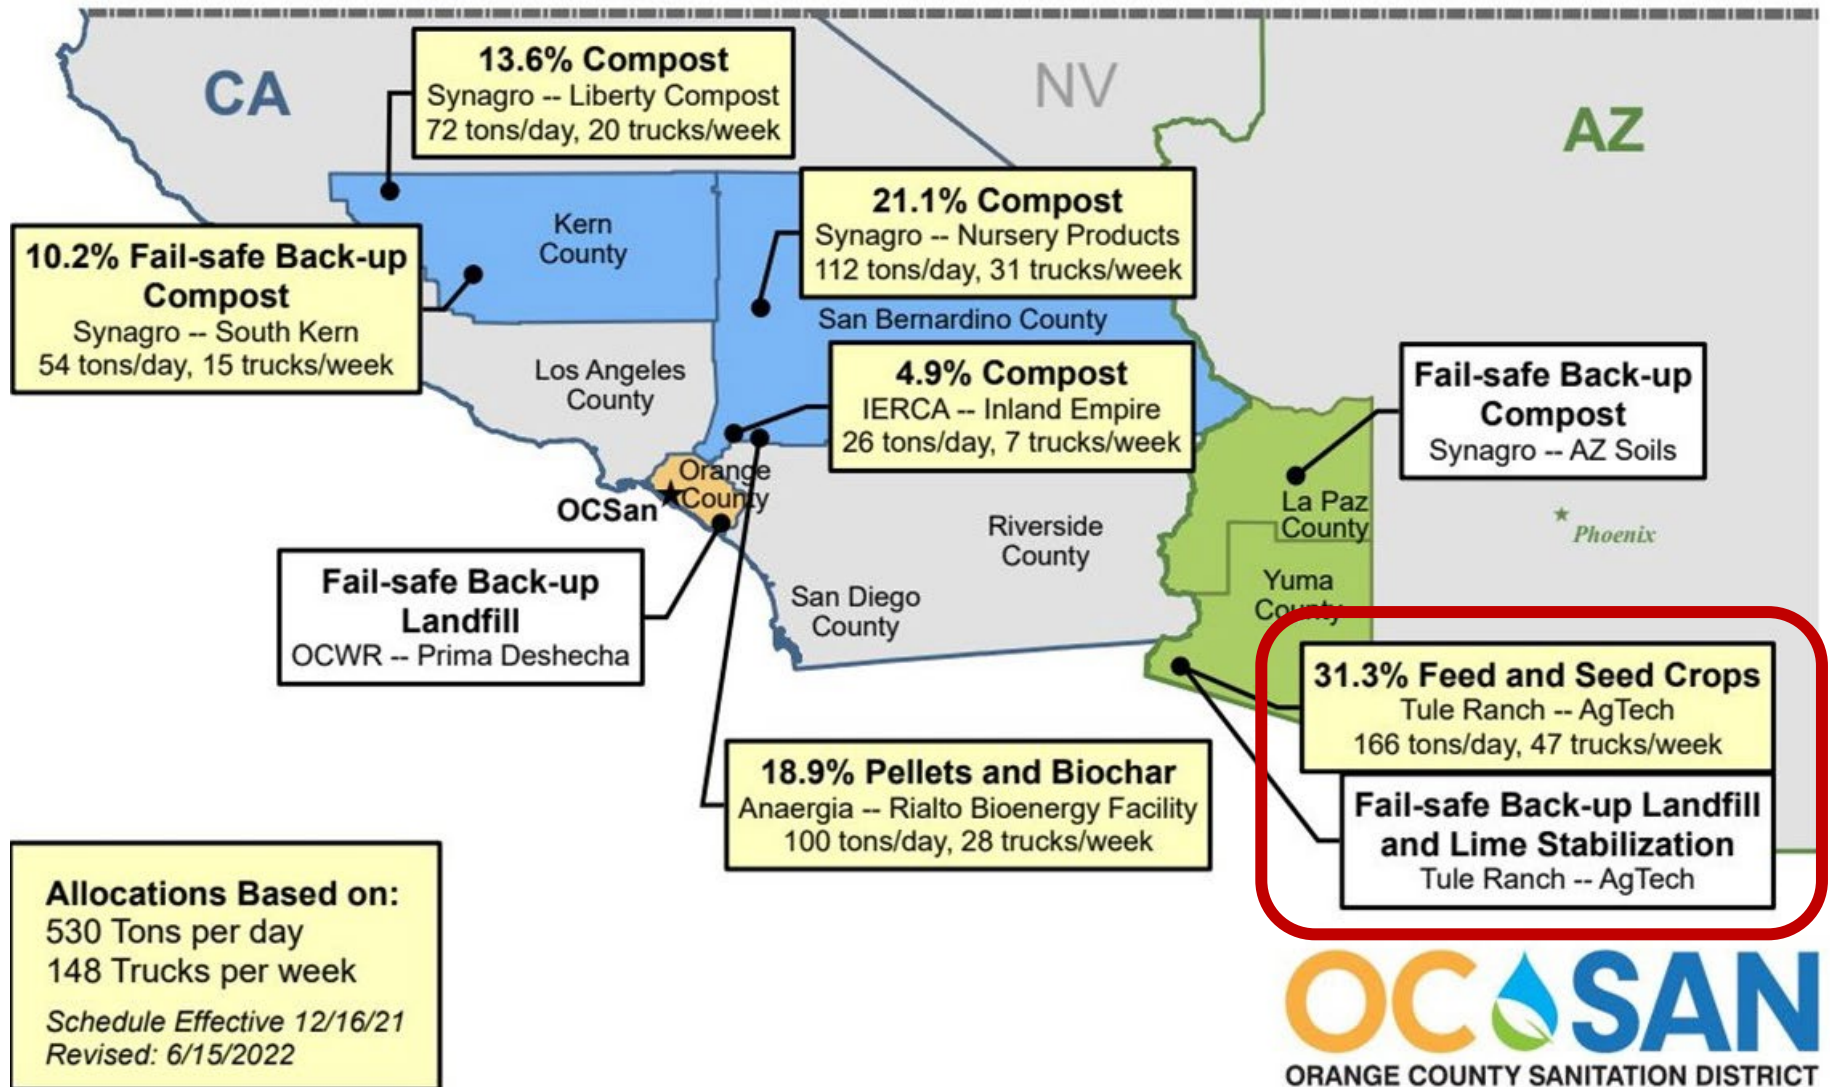 CA
NV
AZ
13.6% Compost
Synagro -- Liberty Compost
72 tons/day, 20 trucks/week
21.1% Compost
Synagro -- Nursery Products
112 tons/day, 31 trucks/week
Kern
County
10.2% Fail-safe Back-up
Compost
Synagro -- South Kern
54 tons/day, 15 trucks/week
San Bernardino County
Los Angeles
County
4.9% Compost
IERCA -- Inland Empire
26 tons/day, 7 trucks/week
Fail-safe Back-up
Compost
Synagro -- AZ Soils
Orange
County
OCSan
La Paz
County
Phoenix
Riverside
County
Yuma
County
San Diego
County
Fail-safe Back-up
Landfill
OCWR -- Prima Deshecha
31.3% Feed and Seed Crops
Tule Ranch -- AgTech
166 tons/day, 47 trucks/week
Fail-safe Back-up Landfill
and Lime Stabilization
Tule Ranch -- AgTech
18.9% Pellets and Biochar
Anaergia -- Rialto Bioenergy Facility
100 tons/day, 28 trucks/week
Allocations Based on:
530 Tons per day
148 Trucks per week
Schedule Effective 12/16/21
Revised: 6/15/2022
OC SAN
ORANGE COUNTY SANITATION DISTRICT